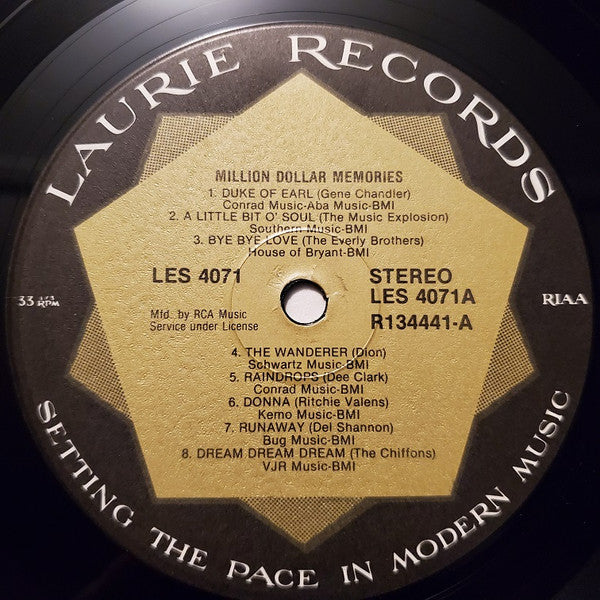 LAURIE RECORDS
MILLION DOLLAR MEMORIES
1. DUKE OF EARL (Gene Chandler)
Conrad Music-Aba Music-BMI
2. A LITTLE BIT O' SOUL (The Music Explosion)
Southern Music-BMI
3. BYE BYE LOVE (The Everly Brothers)
House of Bryant-BMI
LES 4071
STEREO
LES 4071A
33 1/3 RPM
Mfd. by RCA Music
Service under License
R134441-A
RIAA
4. THE WANDERER (Dion)
Schwartz Music-BMI
5. RAINDROPS (Dee Clark)
Conrad Music-BMI
6. DONNA (Ritchie Valens)
Kemo Music-BMI
7. RUNAWAY (Del Shannon)
Bug Music-BMI
8. DREAM DREAM DREAM (The Chiffons)
VJR Music-BMI
SETTING THE PACE IN MODERN MUSIC